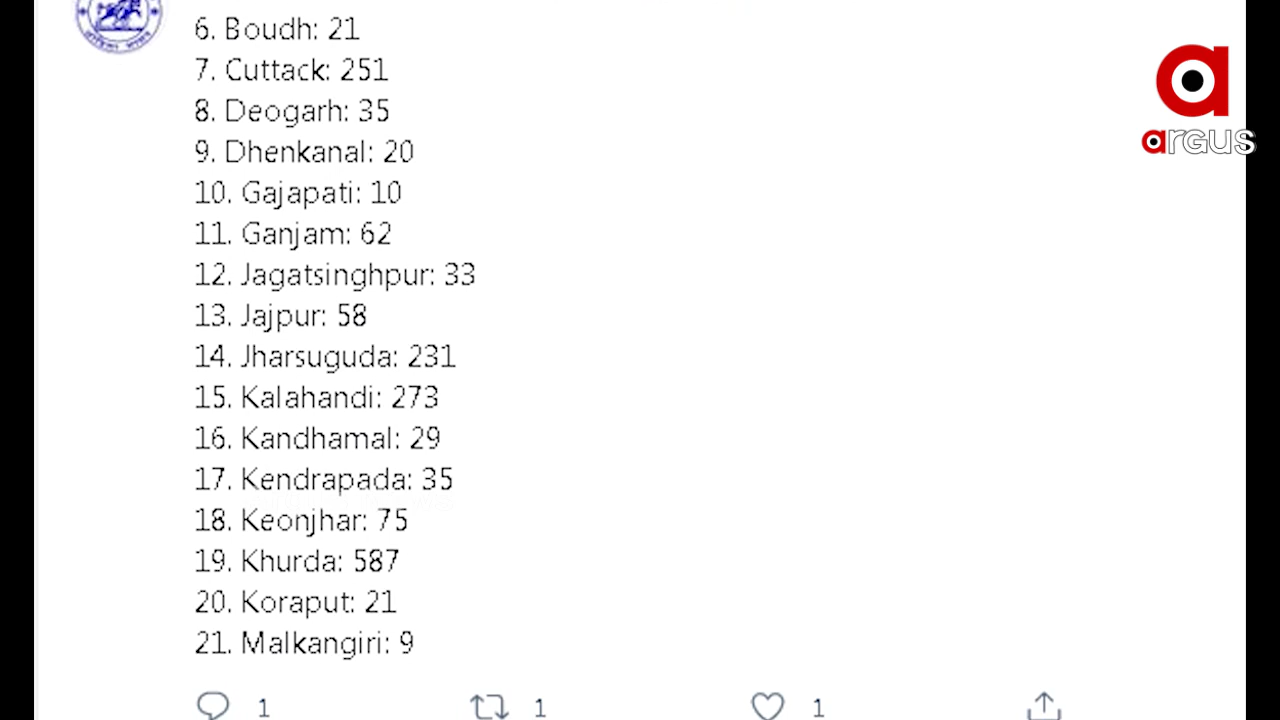 6. Boudh: 21
7. Cuttack: 251
8. Deogarh: 35
9. Dhenkanal: 20
10. Gajapati: 10
11. Ganjam: 62
12. Jagatsinghpur: 33
13. Jajpur: 58
14. Jharsuguda: 231
15. Kalahandi: 273
16. Kandhamal: 29
17. Kendrapada: 35
18. Keonjhar: 75
19. Khurda: 587
20. Koraput: 21
21. Malkangiri: 9
1 1 1
a
argus